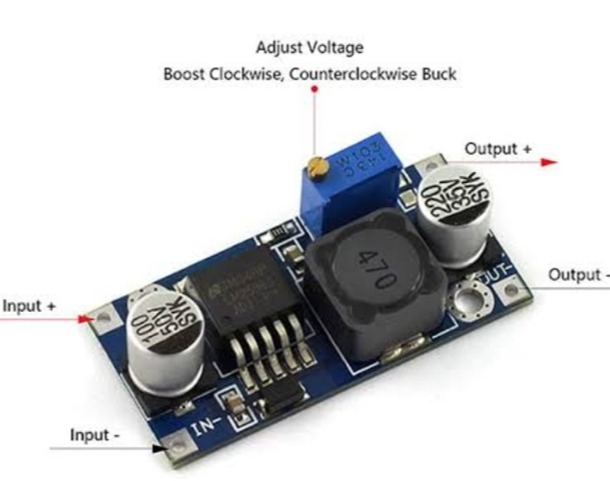 Adjust Voltage
Boost Clockwise, Counterclockwise Buck
Output +
W103
220
35V
SYK
470
OUT-
Output -
Input +
100
50V
SYK
IN-
Input -